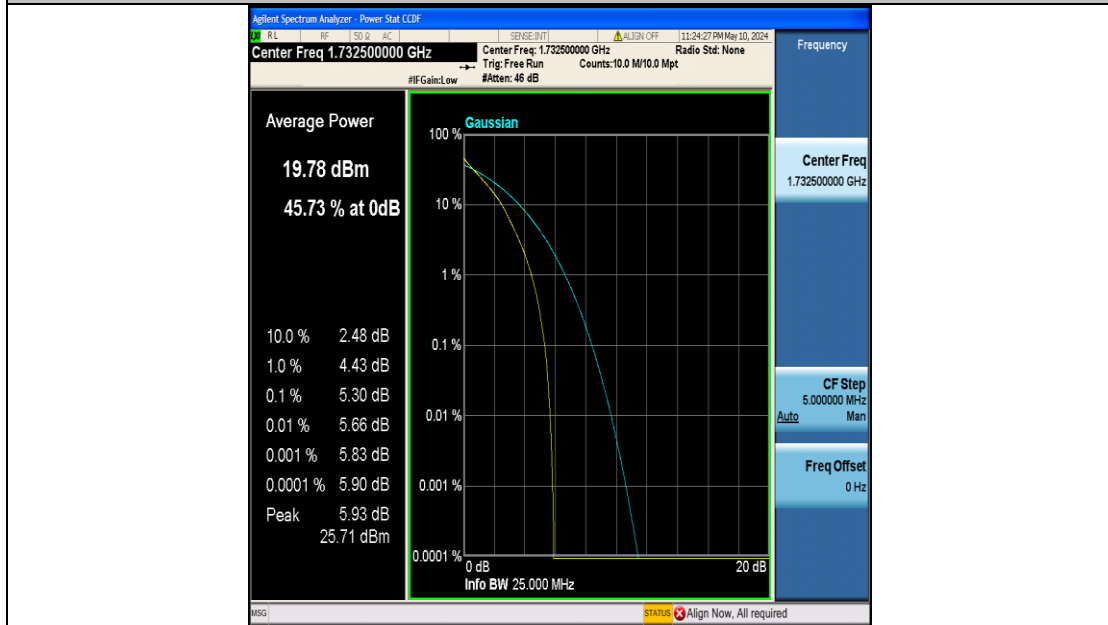 Agilent Spectrum Analyzer - Power Stat CCDF
RL RF 50 Ω AC SENSE:INT ALIGN OFF 11:24:27 PM May 10, 2024
Center Freq 1.732500000 GHz
Center Freq: 1.732500000 GHz Radio Std: None
Trig: Free Run Counts:10.0 M/10.0 Mpt
#IFGain:Low #Atten: 46 dB
Frequency
Average Power
19.78 dBm
45.73 % at 0dB
10.0 % 2.48 dB
1.0 % 4.43 dB
0.1 % 5.30 dB
0.01 % 5.66 dB
0.001 % 5.83 dB
0.0001 % 5.90 dB
Peak 5.93 dB
25.71 dBm
Gaussian
100 %
10 %
1 %
0.1 %
0.01 %
0.001 %
0.0001 %
0 dB 20 dB
Info BW 25.000 MHz
Center Freq
1.732500000 GHz
CF Step
5.000000 MHz
Auto Man
Freq Offset
0 Hz
MSG STATUS Align Now, All required